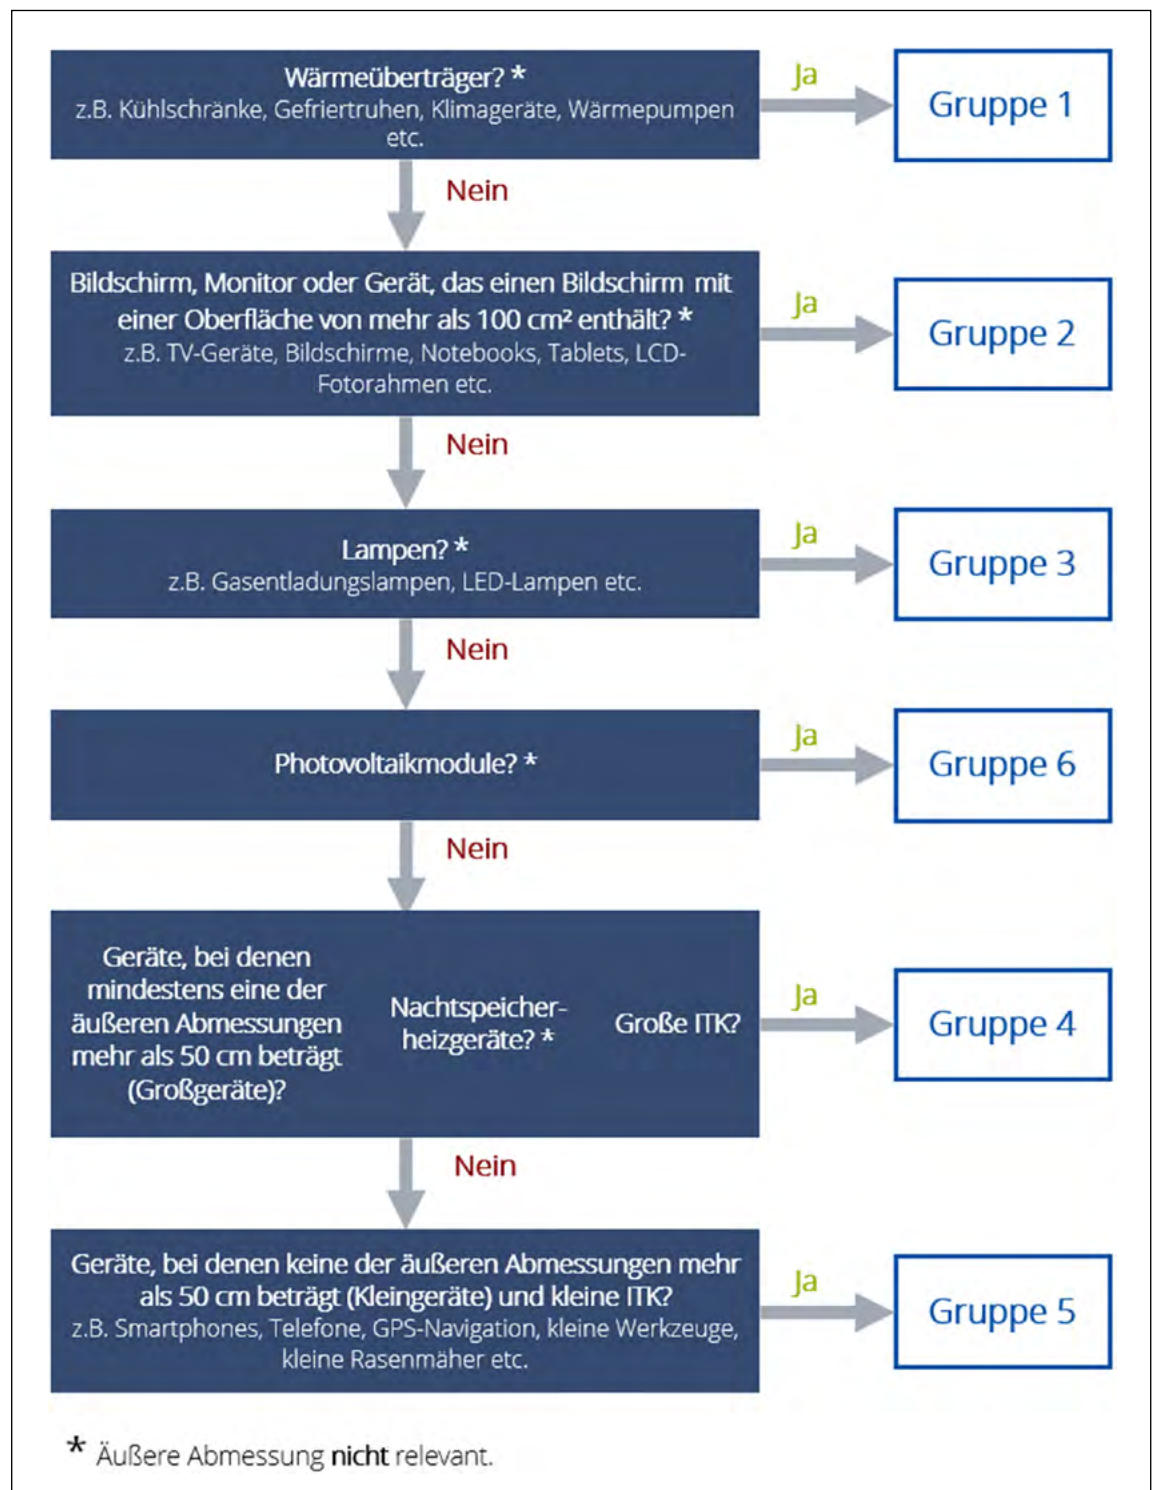 Wärmeüberträger? *
z.B. Kühlschränke, Gefriertruhen, Klimageräte, Wärmepumpen
etc.
Ja
Gruppe 1
Nein
Bildschirm, Monitor oder Gerät, das einen Bildschirm mit
einer Oberfläche von mehr als 100 cm² enthält? *
z.B. TV-Geräte, Bildschirme, Notebooks, Tablets, LCD-
Fotorahmen etc.
Ja
Gruppe 2
Nein
Lampen? *
z.B. Gasentladungslampen, LED-Lampen etc.
Ja
Gruppe 3
Nein
Photovoltaikmodule? *
Ja
Gruppe 6
Nein
Geräte, bei denen
mindestens eine der
äußeren Abmessungen
mehr als 50 cm beträgt
(Großgeräte)?
Nachtspeicher-
heizgeräte? *
Große ITK?
Ja
Gruppe 4
Nein
Geräte, bei denen keine der äußeren Abmessungen mehr
als 50 cm beträgt (Kleingeräte) und kleine ITK?
z.B. Smartphones, Telefone, GPS-Navigation, kleine Werkzeuge,
kleine Rasenmäher etc.
Ja
Gruppe 5
* Äußere Abmessung nicht relevant.